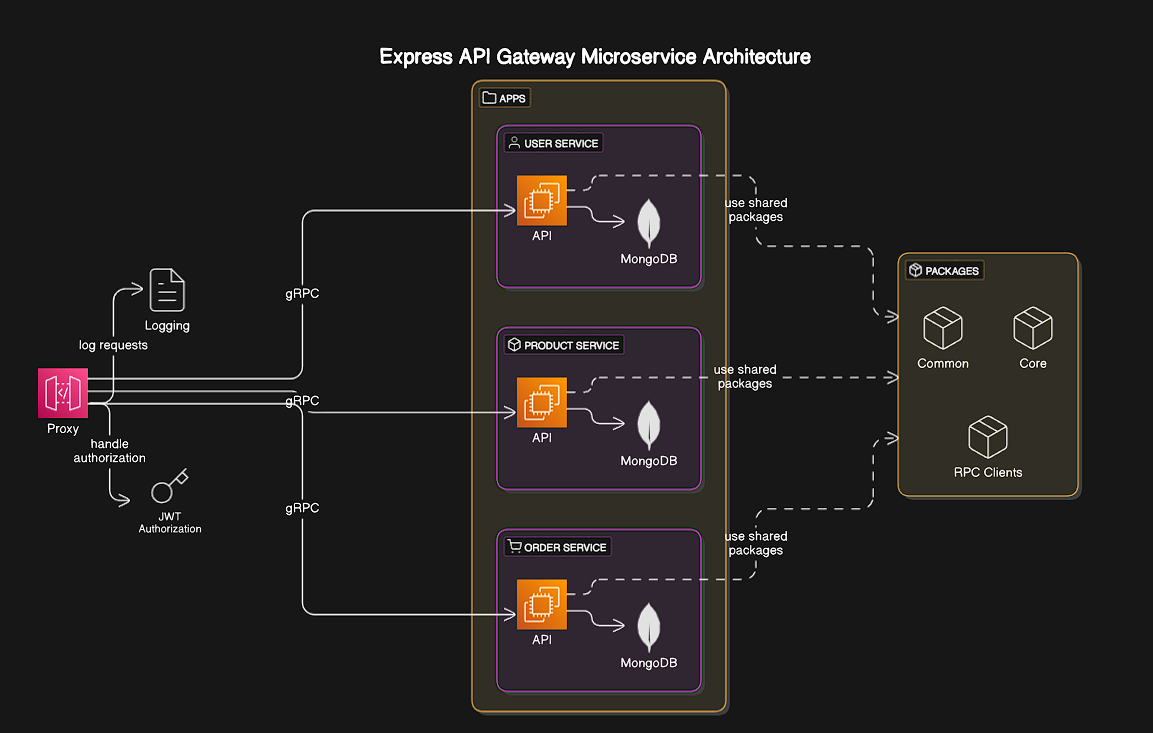 Express API Gateway Microservice Architecture
APPS
USER SERVICE
API
MongoDB
use shared
packages
gRPC
PACKAGES
Common
Core
RPC Clients
Logging
log requests
PRODUCT SERVICE
API
MongoDB
use shared
packages
gRPC
Proxy
handle
authorization
JWT
Authorization
gRPC
ORDER SERVICE
API
MongoDB
use shared
packages